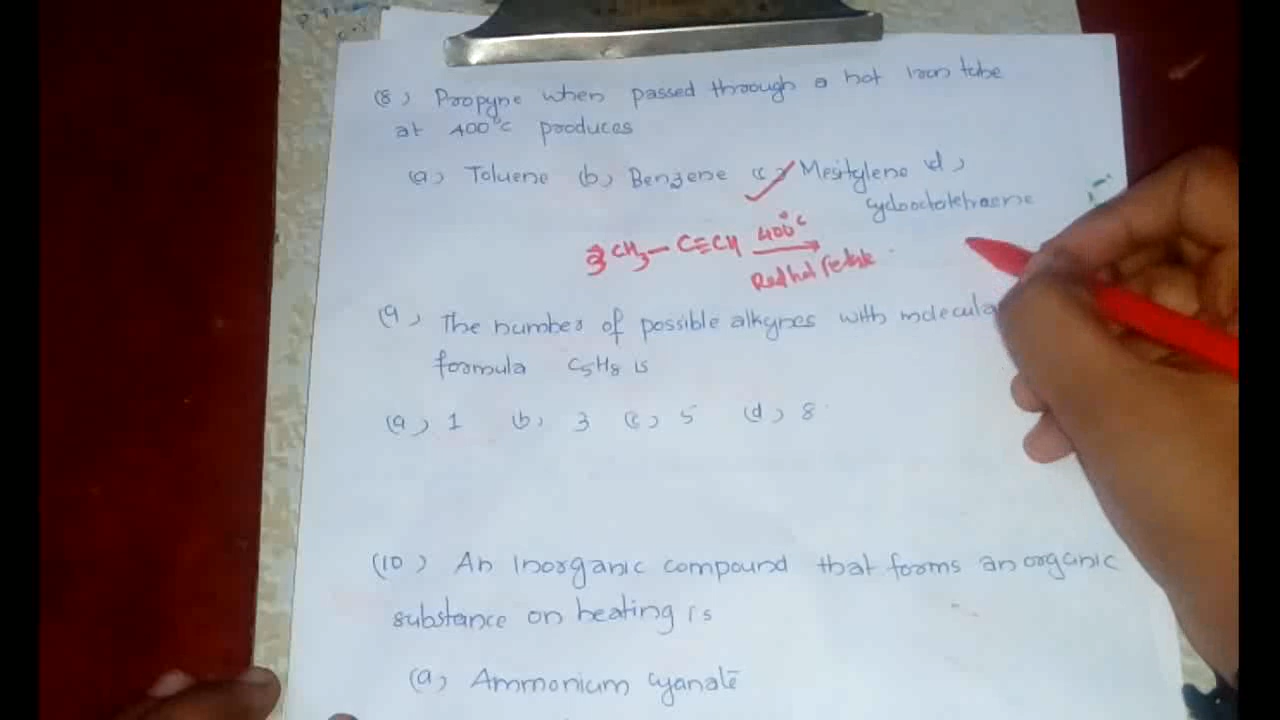 (8) Propyne when passed through a hot Iron tube
at 400°C produces
(a) Toluene (b) Benzene (c) Mesitylene (d)
cyclooctatetraene
3CH₃-C≡CH 400°C
Red hot Fe tube
(9) The number of possible alkynes with molecula
formula C₅H₈ is
(a) 1 (b) 3 (c) 5 (d) 8
(10) An Inorganic compound that forms an organic
substance on heating is
(a) Ammonium cyanate